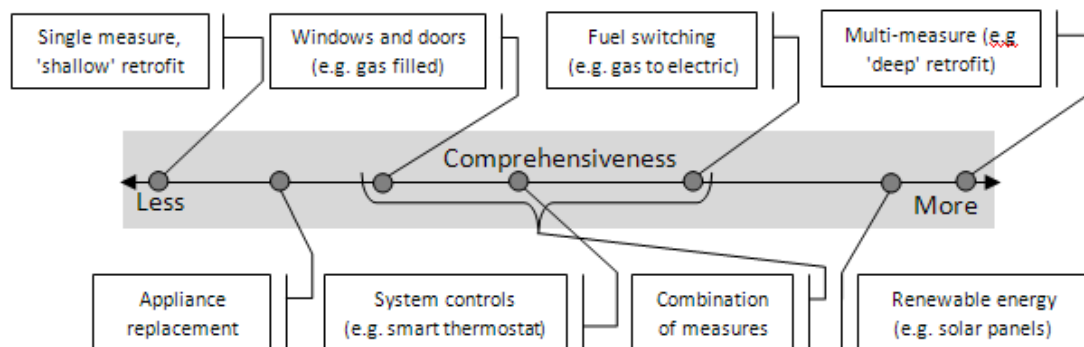 Single measure,
'shallow' retrofit
Windows and doors
(e.g. gas filled)
Fuel switching
(e.g. gas to electric)
Multi-measure (e.g
'deep' retrofit)
Comprehensiveness
Less
More
Appliance
replacement
System controls
(e.g. smart thermostat)
Combination
of measures
Renewable energy
(e.g. solar panels)